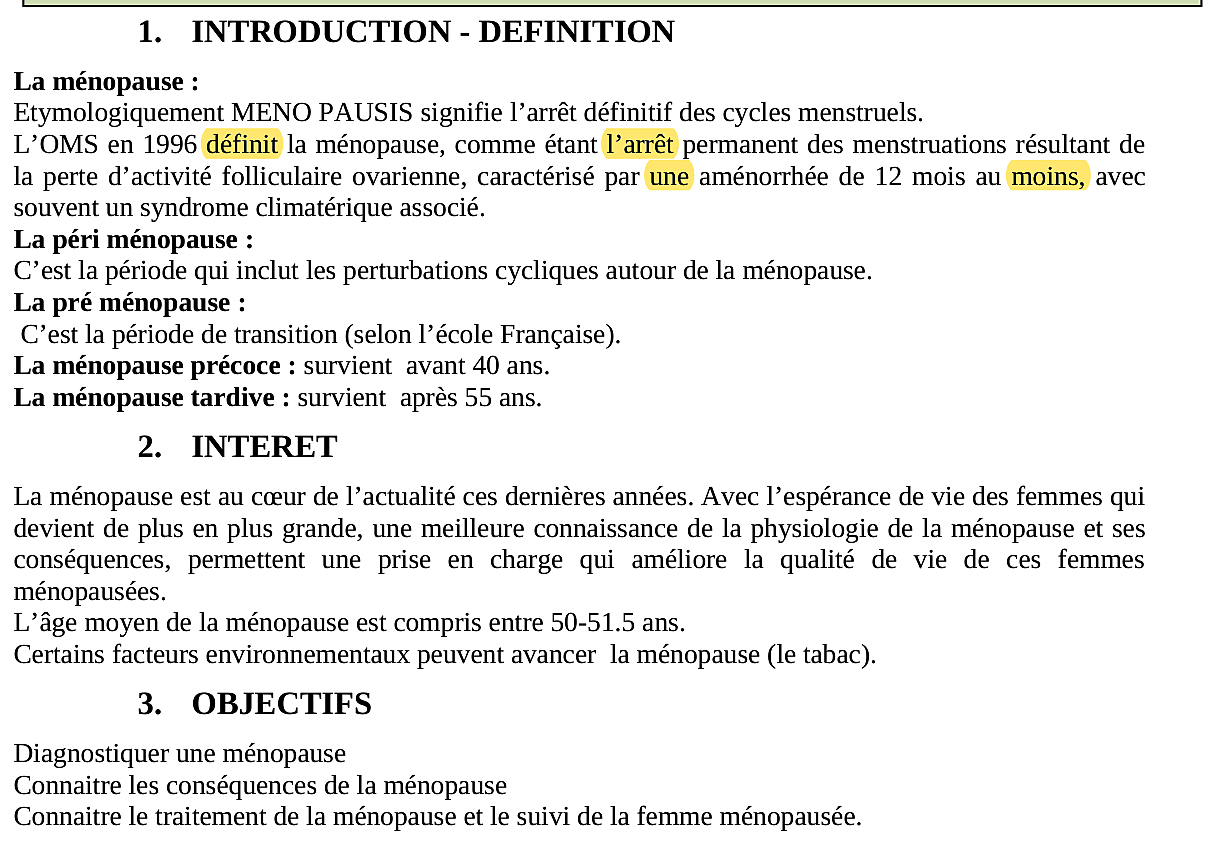 1. INTRODUCTION - DEFINITION
La ménopause :
Etymologiquement MENO PAUSIS signifie l’arrêt définitif des cycles menstruels.
L’OMS en 1996 définit la ménopause, comme étant l’arrêt permanent des menstruations résultant de
la perte d’activité folliculaire ovarienne, caractérisé par une aménorrhée de 12 mois au moins, avec
souvent un syndrome climatérique associé.
La péri ménopause :
C’est la période qui inclut les perturbations cycliques autour de la ménopause.
La pré ménopause :
C’est la période de transition (selon l’école Française).
La ménopause précoce : survient avant 40 ans.
La ménopause tardive : survient après 55 ans.
2. INTERET
La ménopause est au cœur de l’actualité ces dernières années. Avec l’espérance de vie des femmes qui
devient de plus en plus grande, une meilleure connaissance de la physiologie de la ménopause et ses
conséquences, permettent une prise en charge qui améliore la qualité de vie de ces femmes
ménopausées.
L’âge moyen de la ménopause est compris entre 50-51.5 ans.
Certains facteurs environnementaux peuvent avancer la ménopause (le tabac).
3. OBJECTIFS
Diagnostiquer une ménopause
Connaitre les conséquences de la ménopause
Connaitre le traitement de la ménopause et le suivi de la femme ménopausée.